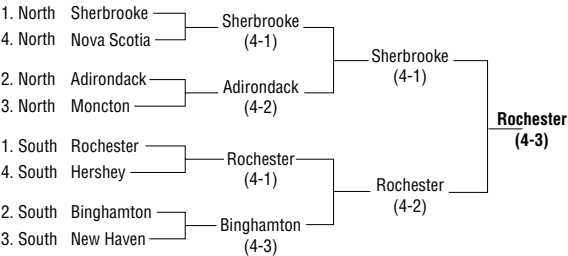 1. North Sherbrooke
4. North Nova Scotia
2. North Adirondack
3. North Moncton
1. South Rochester
4. South Hershey
2. South Binghamton
3. South New Haven
Sherbrooke
(4-1)
Adirondack
(4-2)
Rochester
(4-1)
Binghamton
(4-3)
Sherbrooke
(4-1)
Rochester
(4-2)
Rochester
(4-3)